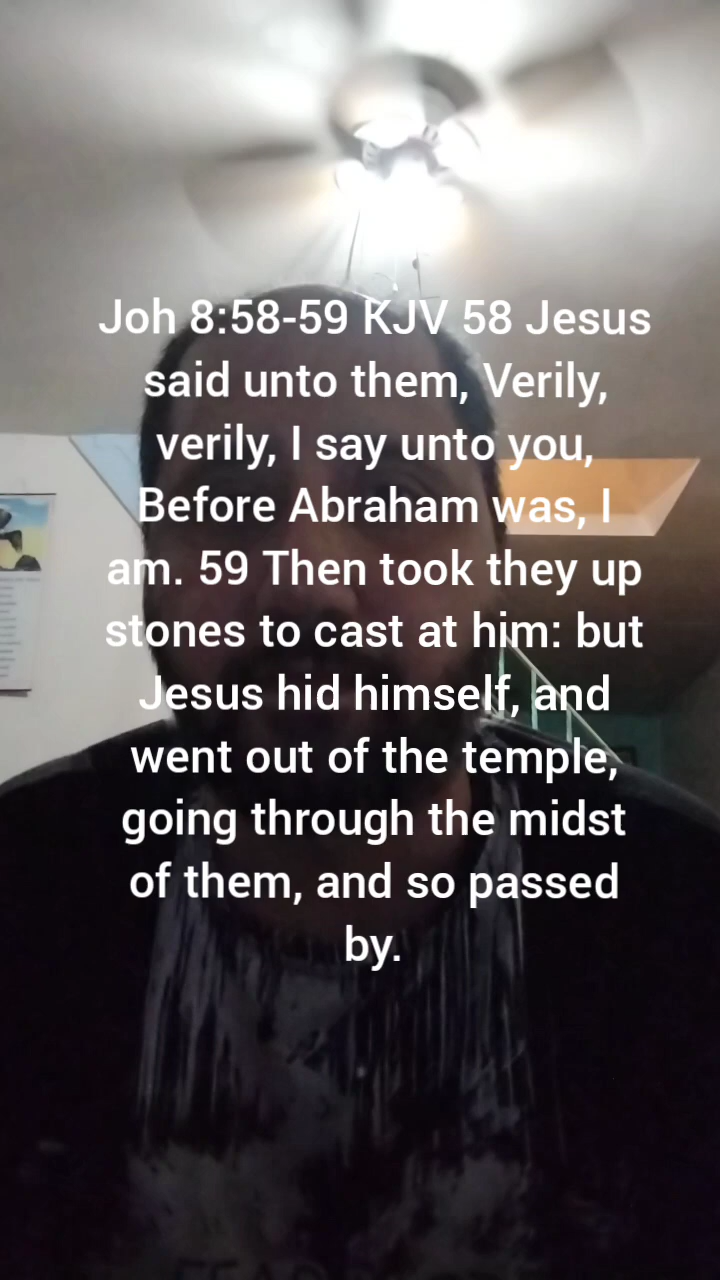 Joh 8:58-59 KJV 58 Jesus
said unto them, Verily,
verily, I say unto you,
Before Abraham was, I
am. 59 Then took they up
stones to cast at him: but
Jesus hid himself, and
went out of the temple,
going through the midst
of them, and so passed
by.